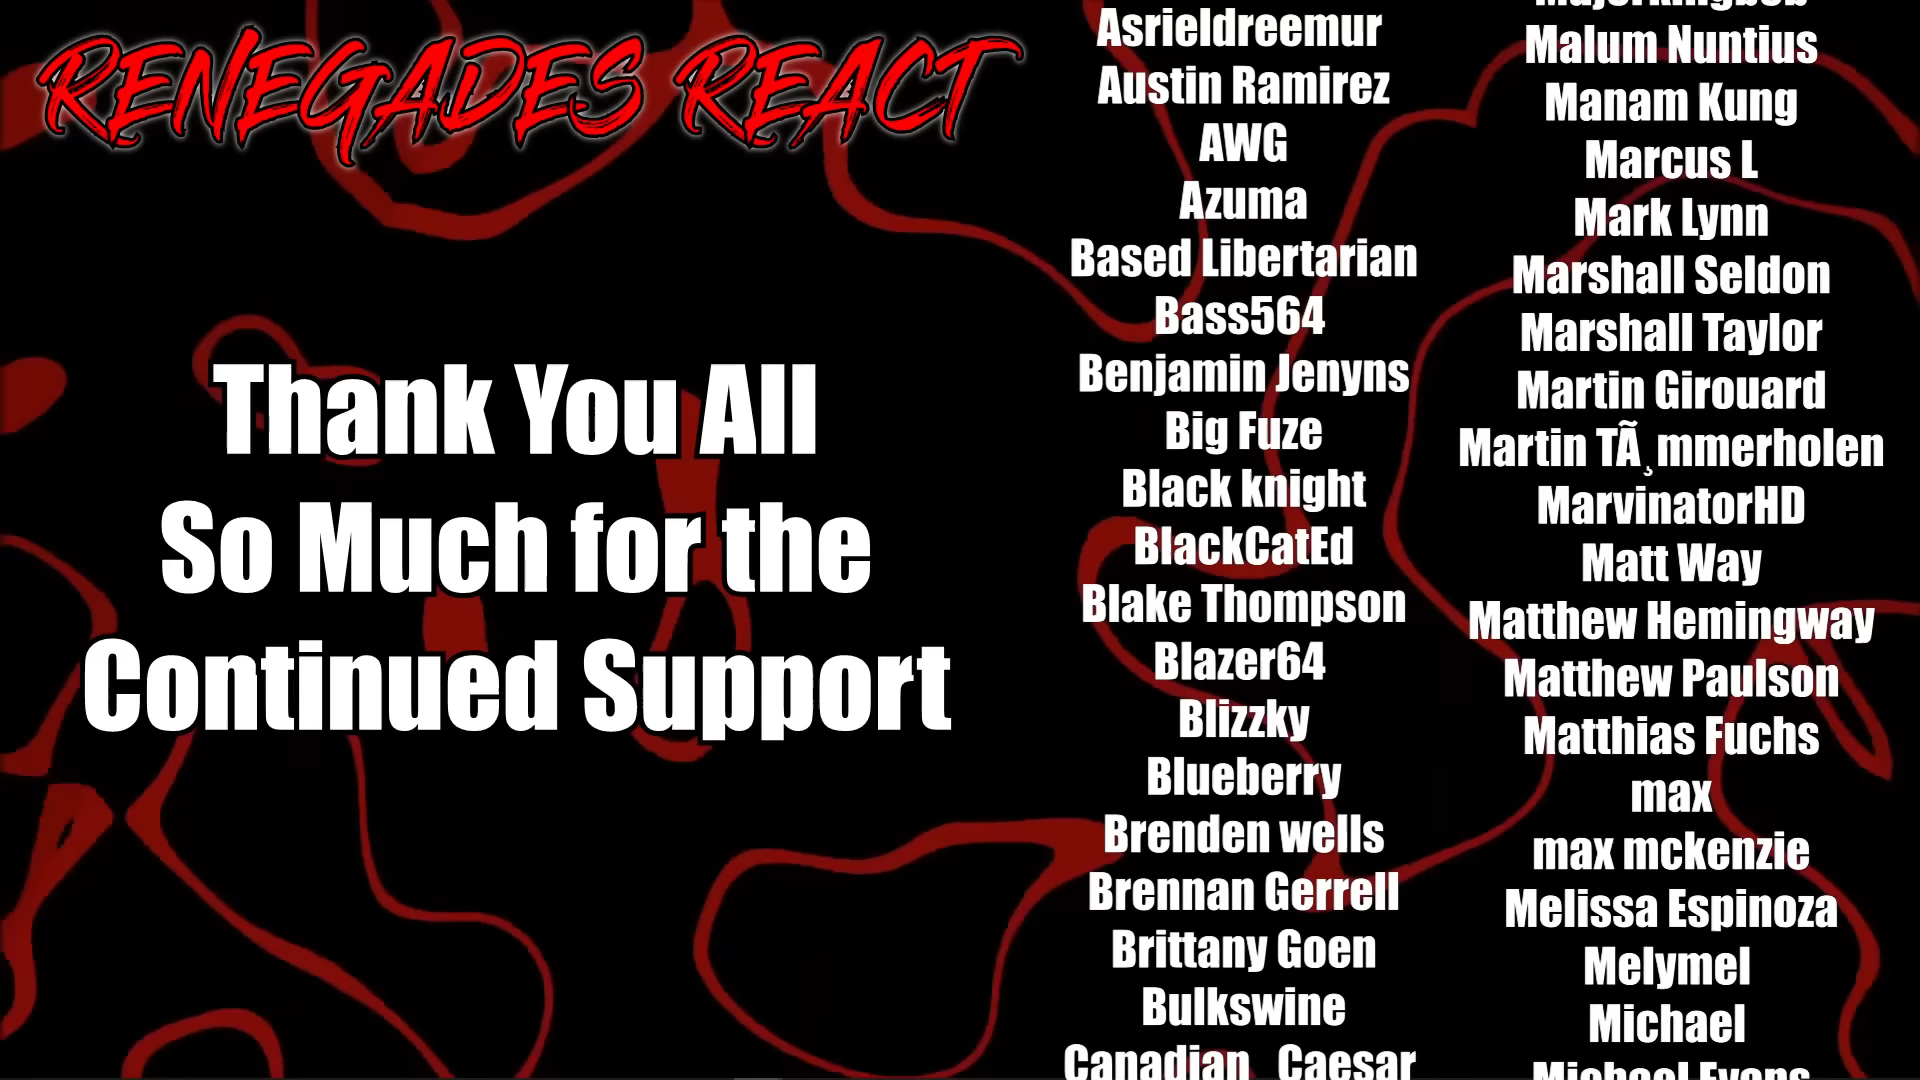 RENEGADES REACT
Thank You All
So Much for the
Continued Support
Asrieldreemur
Austin Ramirez
AWG
Azuma
Based Libertarian
Bass564
Benjamin Jenyns
Big Fuze
Black knight
BlackCatEd
Blake Thompson
Blazer64
Blizzky
Blueberry
Brenden wells
Brennan Gerrell
Brittany Goen
Bulkswine
Canadian_Caesar
Malum Nuntius
Manam Kung
Marcus L
Mark Lynn
Marshall Seldon
Marshall Taylor
Martin Girouard
Martin TÃ¸mmerholen
MarvinatorHD
Matt Way
Matthew Hemingway
Matthew Paulson
Matthias Fuchs
max
max mckenzie
Melissa Espinoza
Melymel
Michael
Michael Evans